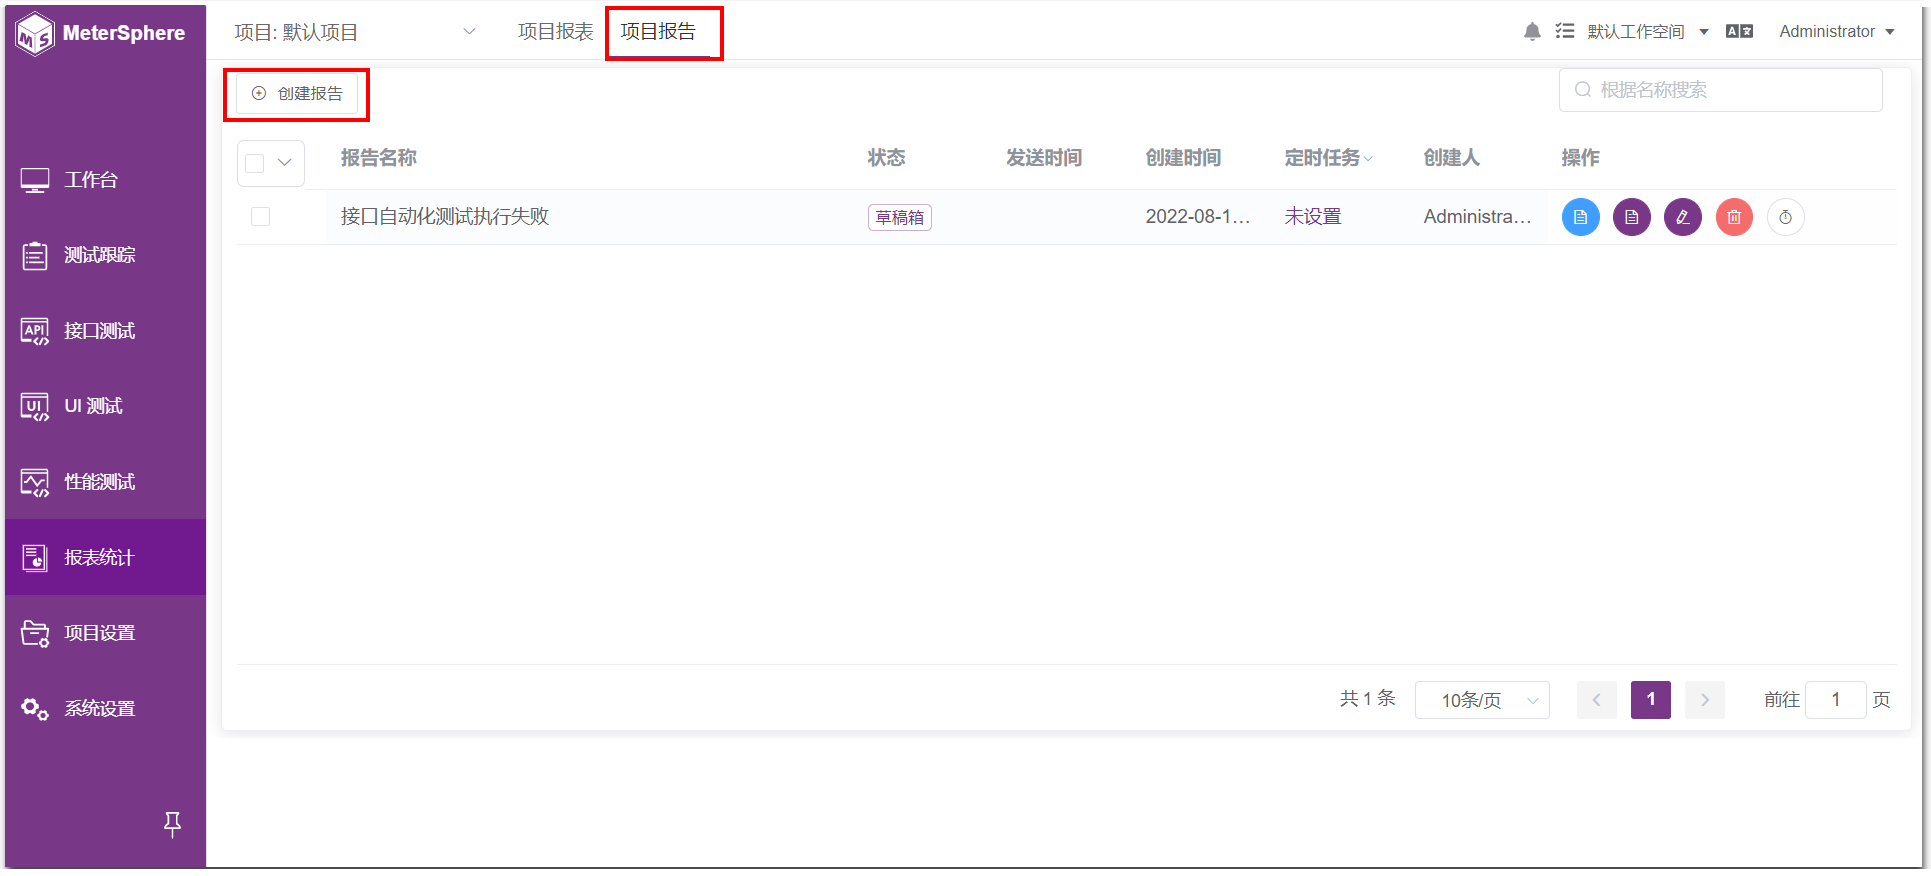 MeterSphere
项目: 默认项目
项目报表
项目报告
默认工作空间
Administrator
创建报告
根据名称搜索
报告名称
状态
发送时间
创建时间
定时任务
创建人
操作
接口自动化测试执行失败
草稿箱
2022-08-1...
未设置
Administra...
工作台
测试跟踪
API
接口测试
UI
UI 测试
性能测试
报表统计
项目设置
系统设置
共 1 条
10条/页
1
前往
1
页